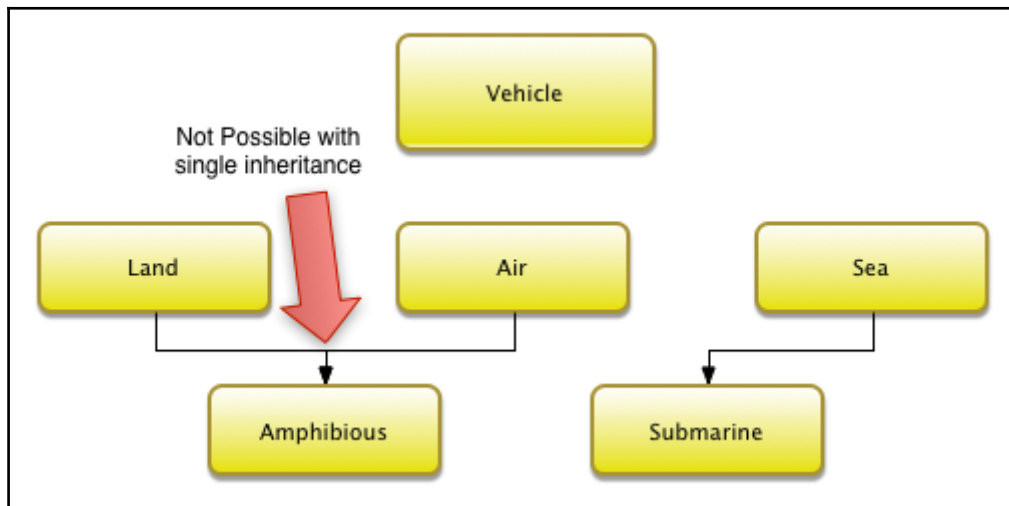 Vehicle
Not Possible with
single inheritance
Land
Air
Sea
Amphibious
Submarine